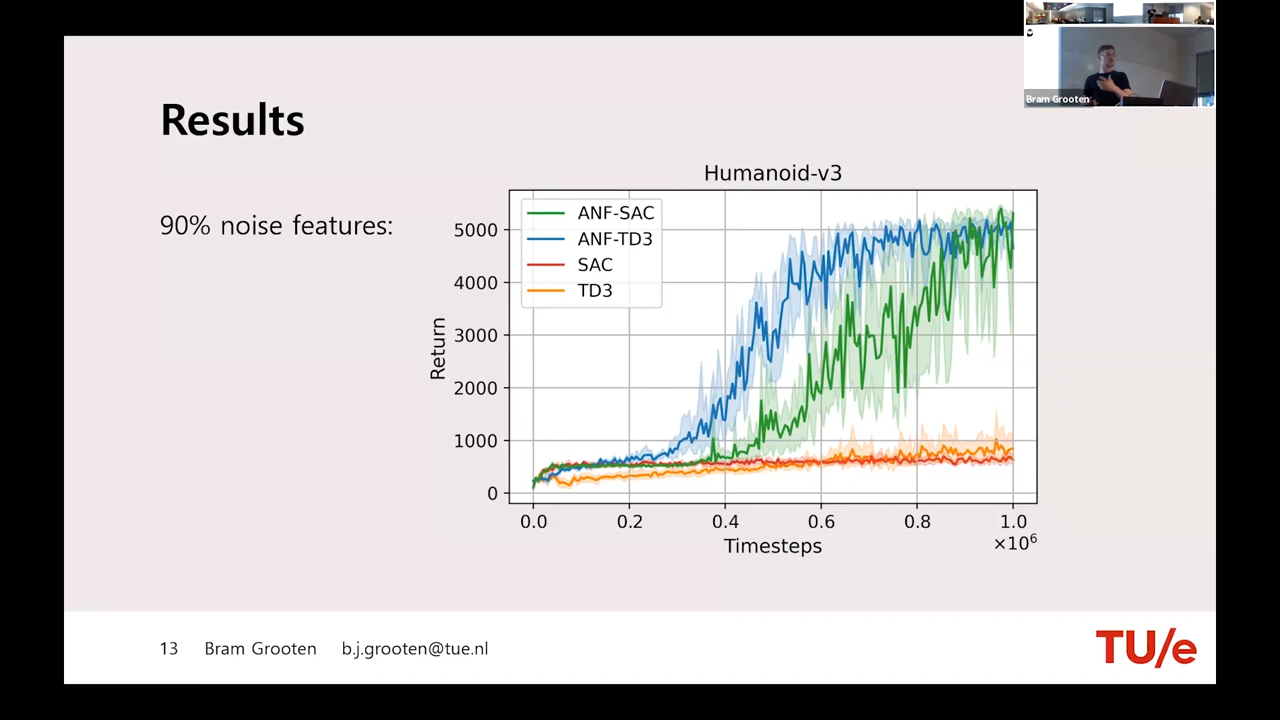 Bram Grooten
Results
90% noise features:
Humanoid-v3
ANF-SAC
ANF-TD3
SAC
TD3
5000
4000
3000
2000
1000
0
Return
0.0 0.2 0.4 0.6 0.8 1.0
Timesteps
×10⁶
13 Bram Grooten b.j.grooten@tue.nl
TU/e